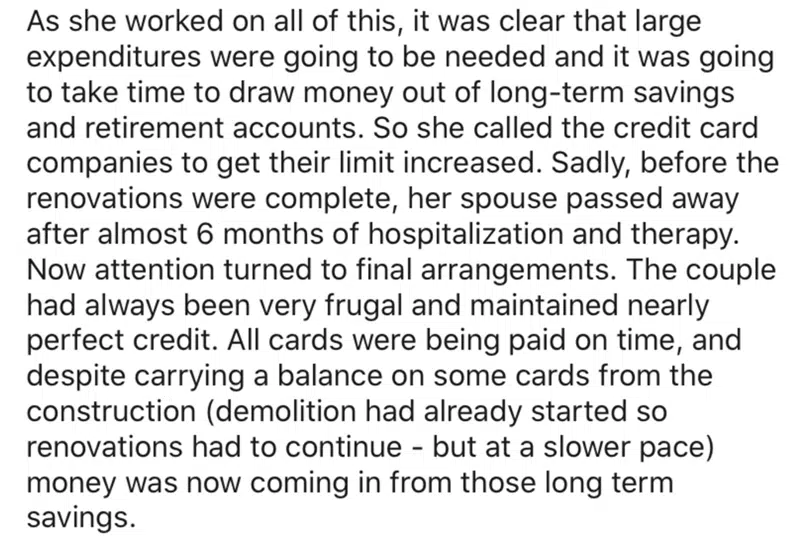 As she worked on all of this, it was clear that large
expenditures were going to be needed and it was going
to take time to draw money out of long-term savings
and retirement accounts. So she called the credit card
companies to get their limit increased. Sadly, before the
renovations were complete, her spouse passed away
after almost 6 months of hospitalization and therapy.
Now attention turned to final arrangements. The couple
had always been very frugal and maintained nearly
perfect credit. All cards were being paid on time, and
despite carrying a balance on some cards from the
construction (demolition had already started so
renovations had to continue - but at a slower pace)
money was now coming in from those long term
savings.